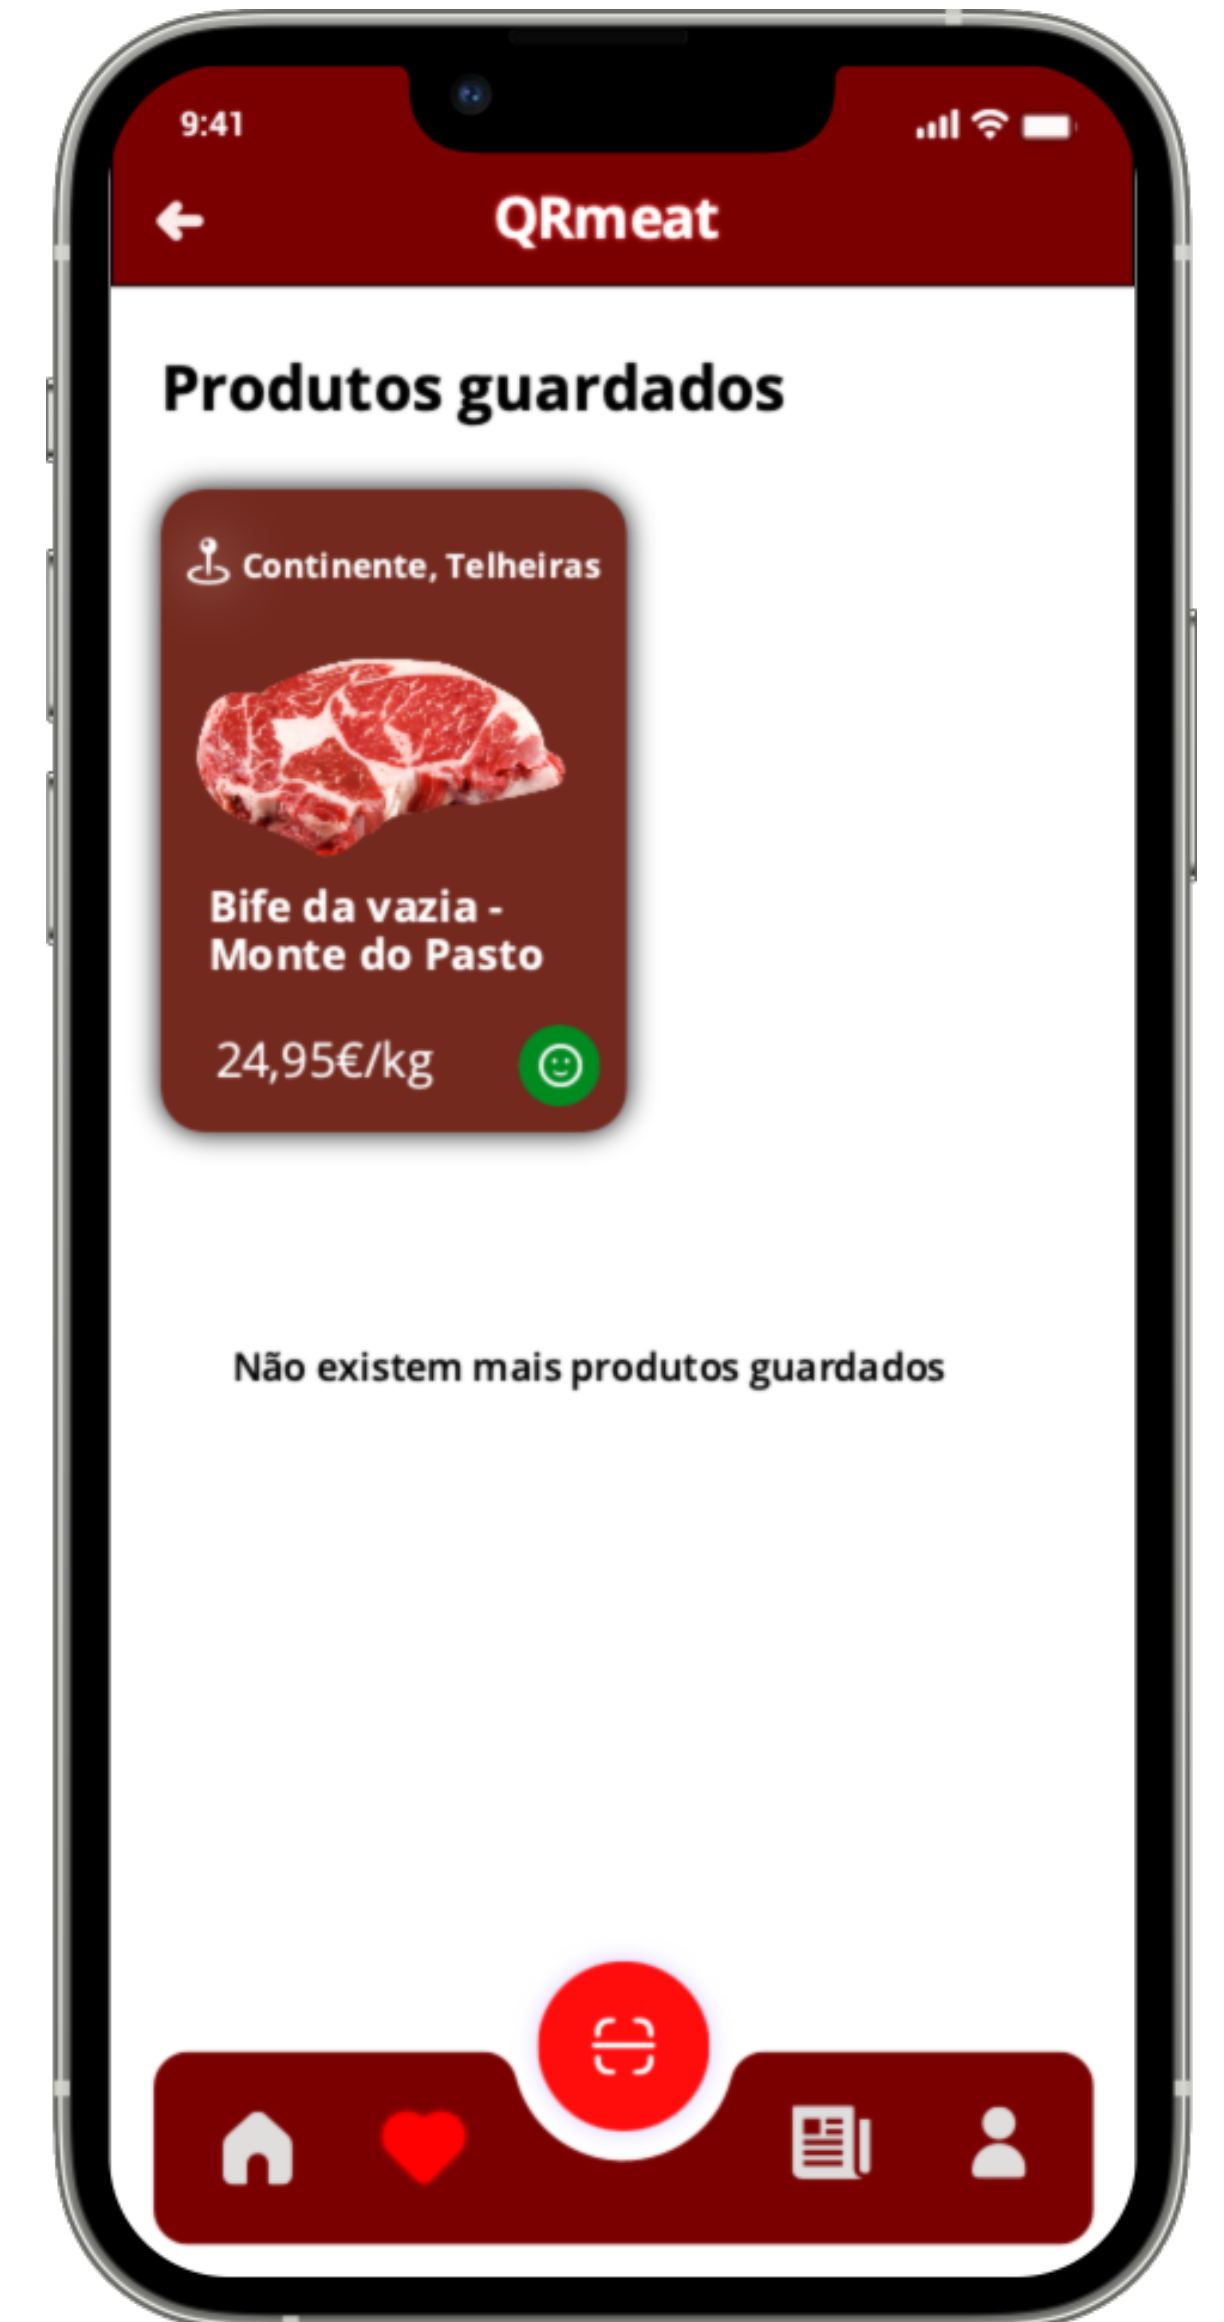 9:41
QRmeat
Produtos guardados
Continente, Telheiras
Bife da vazia -
Monte do Pasto
24,95€/kg
Não existem mais produtos guardados